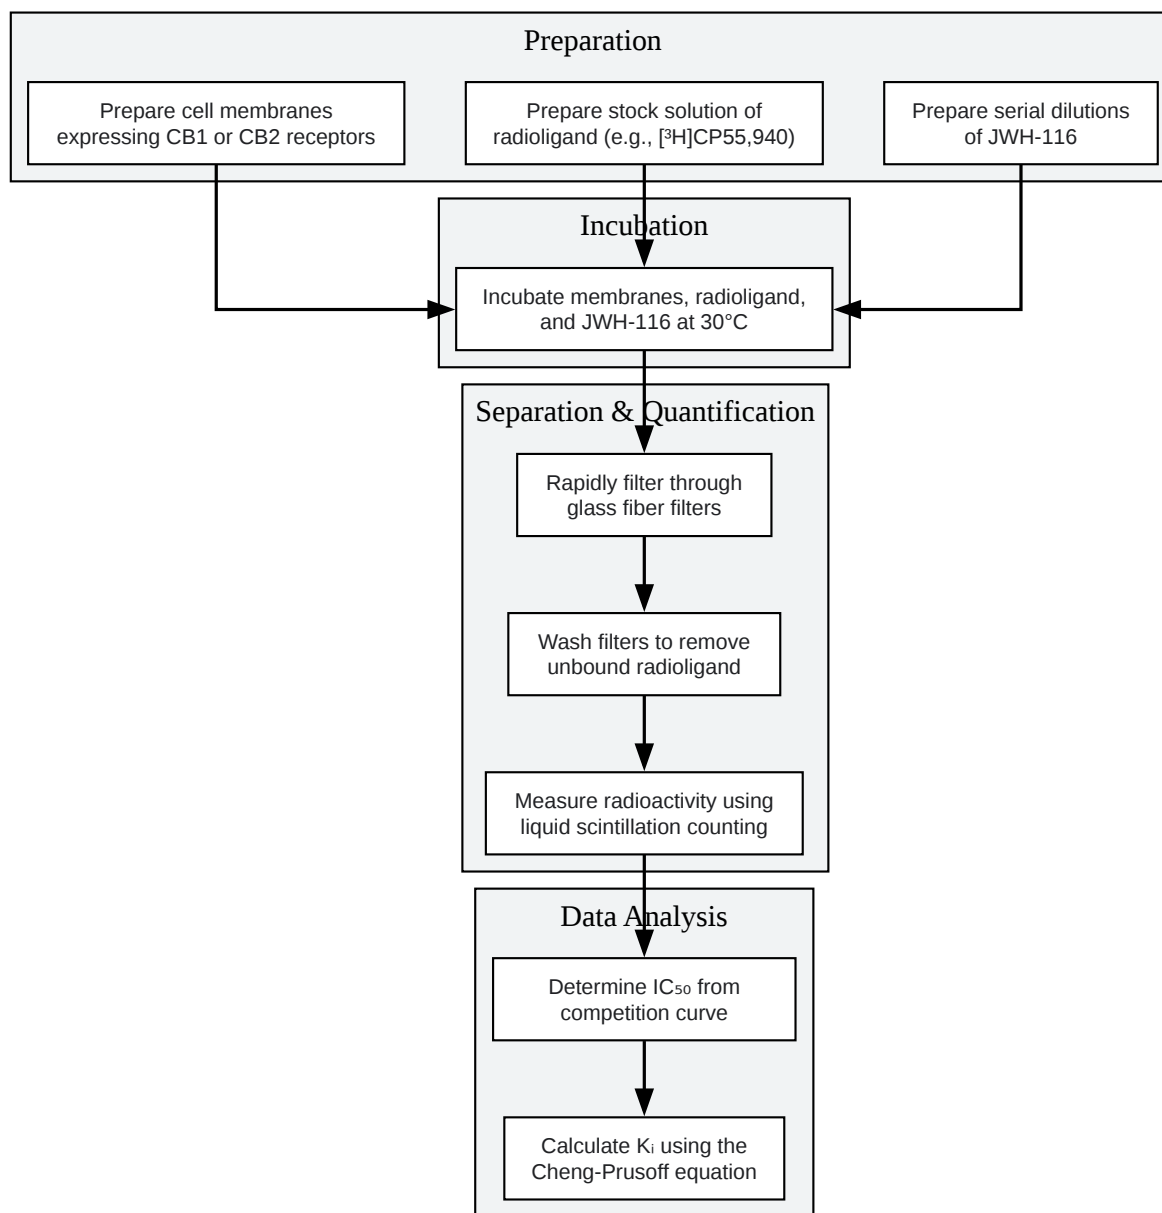 Preparation
Prepare cell membranes
expressing CB1 or CB2 receptors
Prepare stock solution of
radioligand (e.g., [³H]CP55,940)
Prepare serial dilutions
of JWH-116
Incubation
Incubate membranes, radioligand,
and JWH-116 at 30°C
Separation & Quantification
Rapidly filter through
glass fiber filters
Wash filters to remove
unbound radioligand
Measure radioactivity using
liquid scintillation counting
Data Analysis
Determine IC₅₀ from
competition curve
Calculate Kᵢ using the
Cheng-Prusoff equation